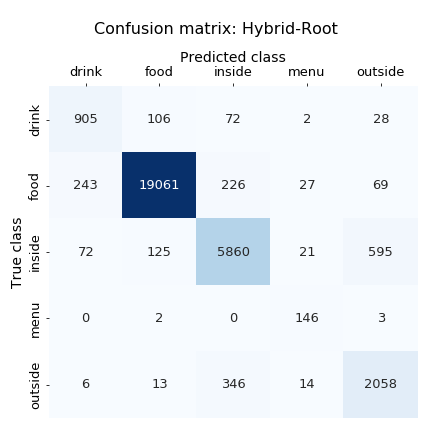 Confusion matrix: Hybrid-Root
Predicted class
drink food inside menu outside
drink 905 106 72 2 28
food 243 19061 226 27 69
inside 72 125 5860 21 595
menu 0 2 0 146 3
outside 6 13 346 14 2058
True class